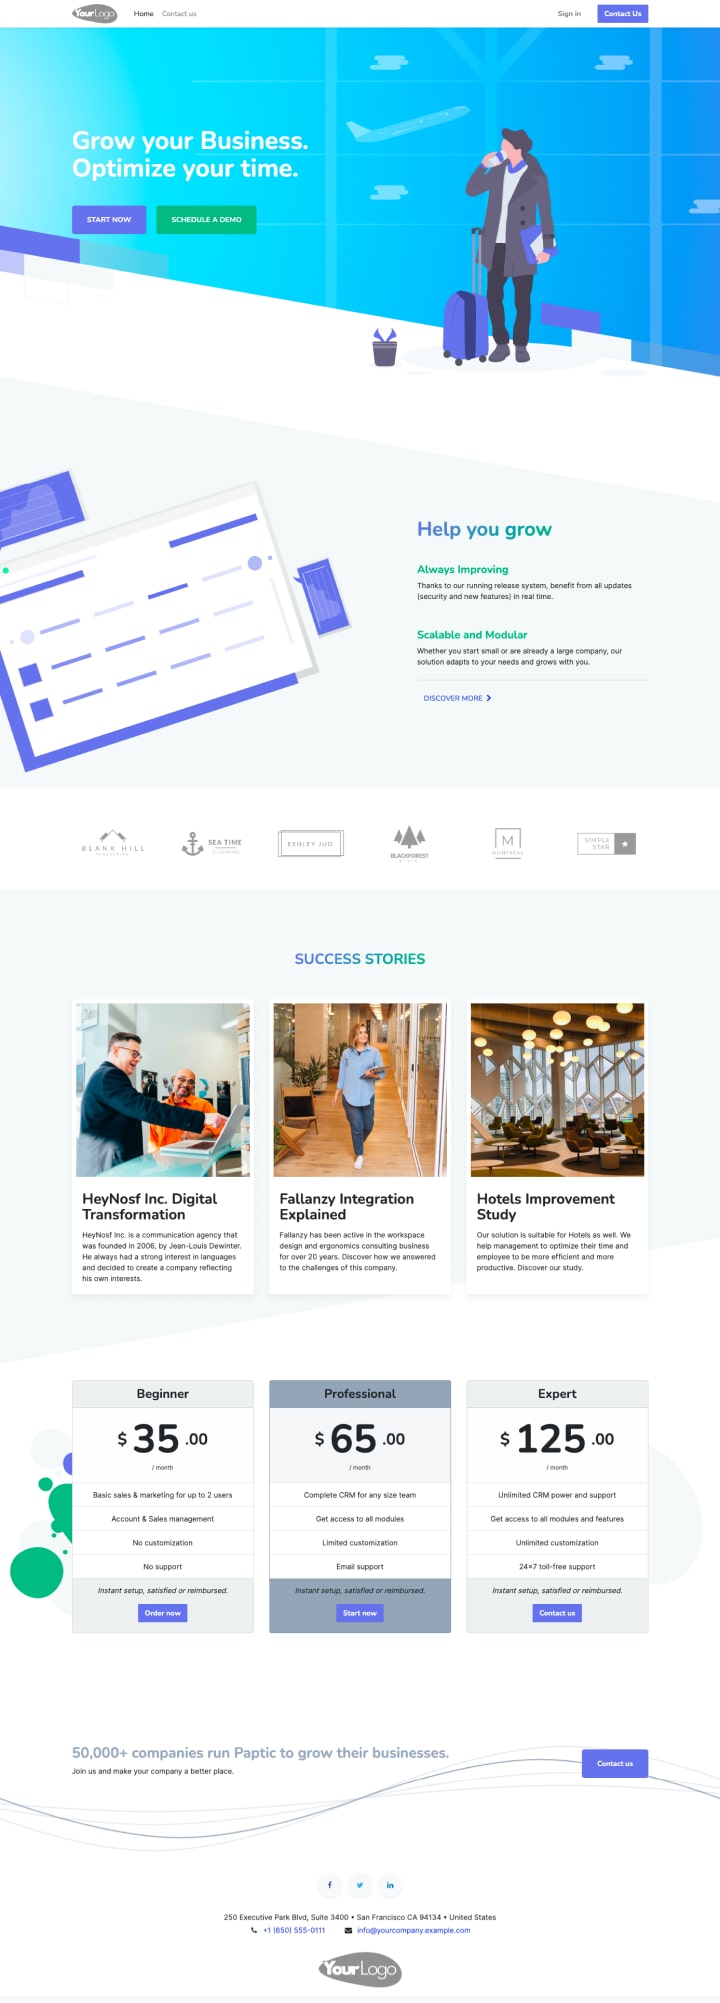 YourLogo
Home
Contact us
Sign in
Contact Us
Grow your Business.
Optimize your time.
START NOW
SCHEDULE A DEMO
Help you grow
Always Improving
Thanks to our running release system, benefit from all updates
(security and new features) in real time.
Scalable and Modular
Whether you start small or are already a large company, our
solution adapts to your needs and grows with you.
DISCOVER MORE
BLANK HILL
PRODUCTION
SEA TIME
CLOTHING
ESHLEY JUD
BLACKFOREST
M
MONTRÉAL
SIMPLE
STAR
SUCCESS STORIES
HeyNosf Inc. Digital
Transformation
HeyNosf Inc. is a communication agency that
was founded in 2006, by Jean-Louis Dewinter.
He always had a strong interest in languages
and decided to create a company reflecting
his own interests.
Fallanzy Integration
Explained
Fallanzy has been active in the workspace
design and ergonomics consulting business
for over 20 years. Discover how we answered
to the challenges of this company.
Hotels Improvement
Study
Our solution is suitable for Hotels as well. We
help management to optimize their time and
employee to be more efficient and more
productive. Discover our study.
Beginner
$ 35 .00
/ month
Basic sales & marketing for up to 2 users
Account & Sales management
No customization
No support
Instant setup, satisfied or reimbursed.
Order now
Professional
$ 65 .00
/ month
Complete CRM for any size team
Get access to all modules
Limited customization
Email support
Instant setup, satisfied or reimbursed.
Start now
Expert
$ 125 .00
/ month
Unlimited CRM power and support
Get access to all modules and features
Unlimited customization
24×7 toll-free support
Instant setup, satisfied or reimbursed.
Contact us
50,000+ companies run Paptic to grow their businesses.
Join us and make your company a better place.
Contact us
250 Executive Park Blvd, Suite 3400 • San Francisco CA 94134 • United States
+1 (650) 555-0111
info@yourcompany.example.com
YourLogo